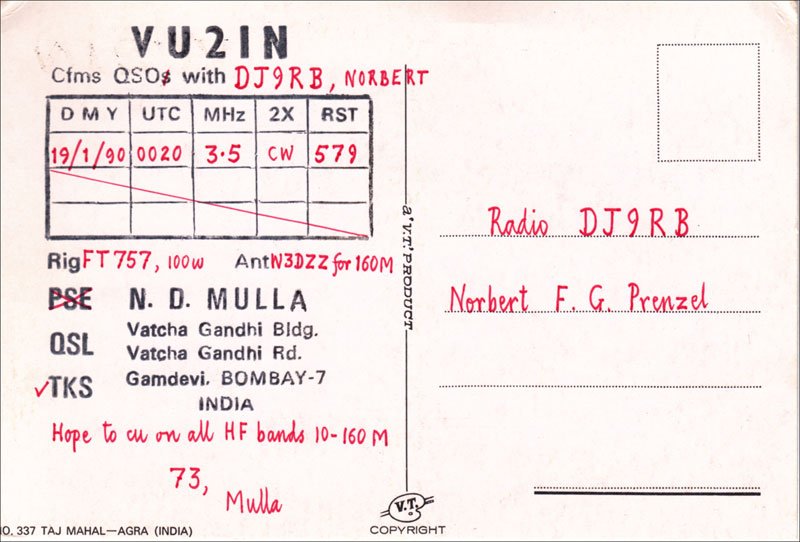 VU2IN
Cfms QSOs with DJ9RB, NORBERT
D M Y UTC MHz 2X RST
19/1/90 0020 3.5 CW 579
Rig FT757, 100W Ant N3DZZ for 160M
PSE N. D. MULLA
QSL Vatcha Gandhi Bldg.
Vatcha Gandhi Rd.
TKS Gamdevi. BOMBAY-7
INDIA
Hope to cu on all HF bands 10-160 M
73,
Mulla
NO. 337 TAJ MAHAL—AGRA (INDIA)
a 'V.T.' PRODUCT
V.T.
COPYRIGHT
Radio DJ9RB
Norbert F. G. Prenzel